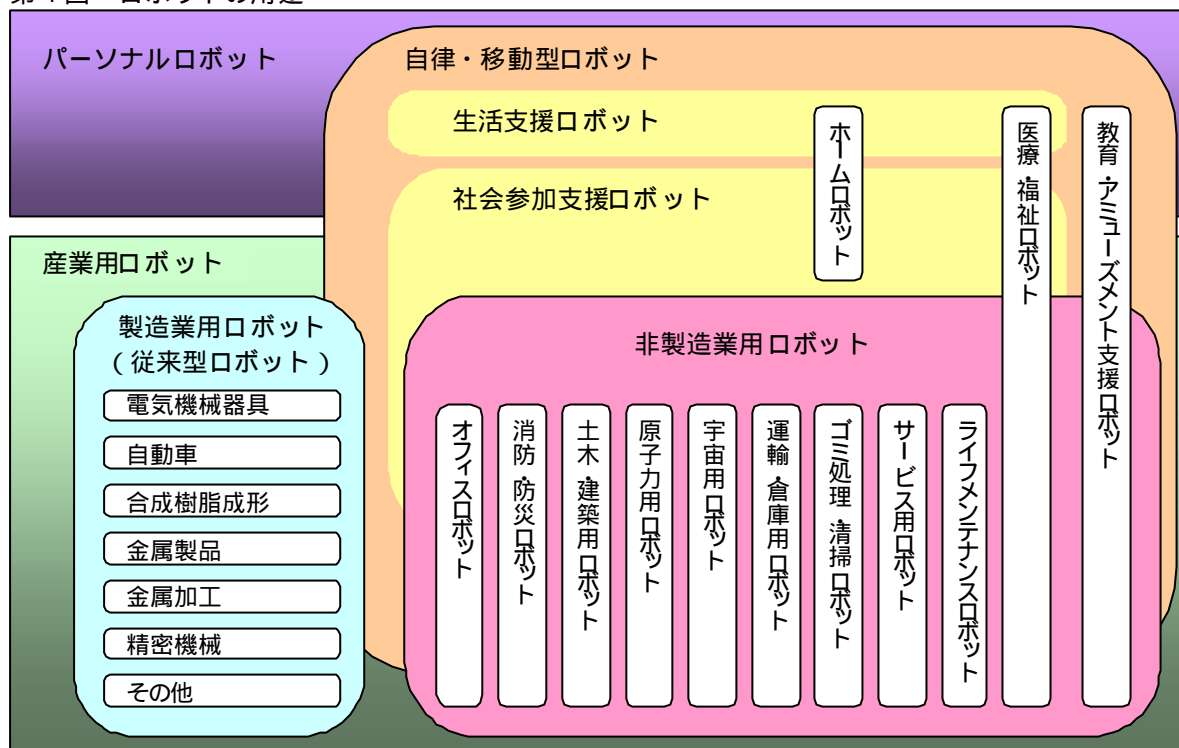 パーソナルロボット
自律・移動型ロボット
生活支援ロボット
社会参加支援ロボット
ホームロボット
医療・福祉ロボット
教育・アミューズメント支援ロボット
産業用ロボット
製造業用ロボット
(従来型ロボット)
電気機械器具
自動車
合成樹脂成形
金属製品
金属加工
精密機械
その他
非製造業用ロボット
オフィスロボット
消防・防災ロボット
土木・建築用ロボット
原子力用ロボット
宇宙用ロボット
運輸・倉庫用ロボット
ゴミ処理・清掃ロボット
サービス用ロボット
ライフメンテナンスロボット